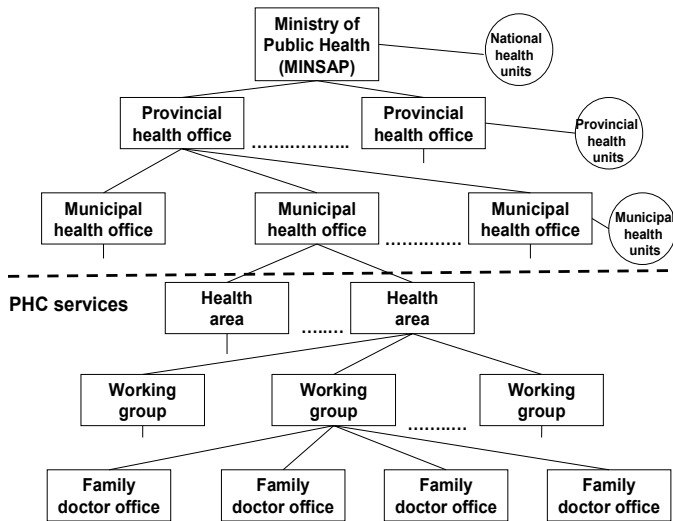 Ministry of
Public Health
(MINSAP)
National
health
units
Provincial
health office
...................
Provincial
health office
Provincial
health
units
Municipal
health office
Municipal
health office
..............
Municipal
health office
Municipal
health
units
PHC services
Health
area
........
Health
area
Working
group
Working
group
...........
Working
group
Family
doctor office
Family
doctor office
Family
doctor office
Family
doctor office